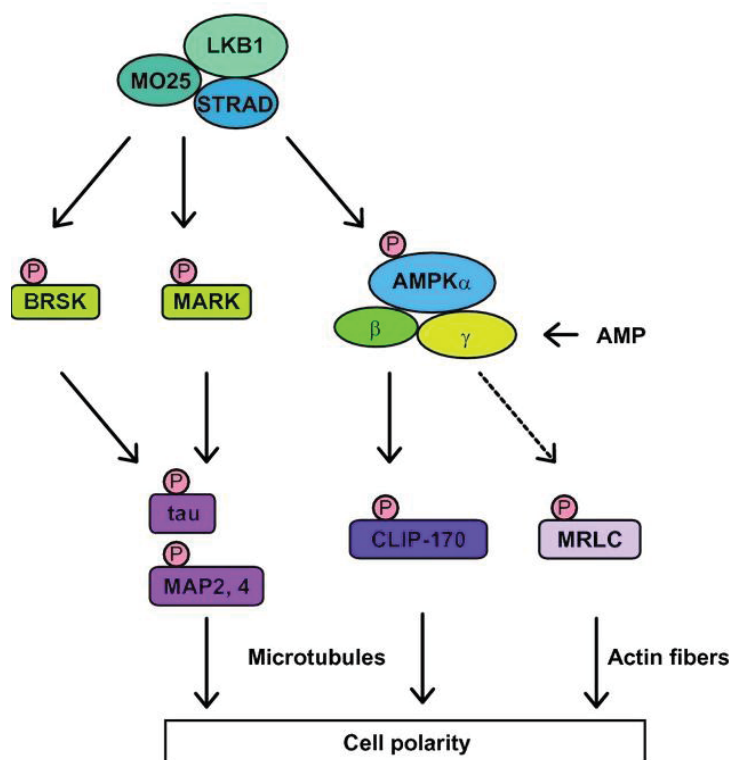 LKB1
MO25
STRAD
P
P
P
BRSK
MARK
AMPKα
β
γ
AMP
P
tau
P
MAP2, 4
P
CLIP-170
P
MRLC
Microtubules
Actin fibers
Cell polarity